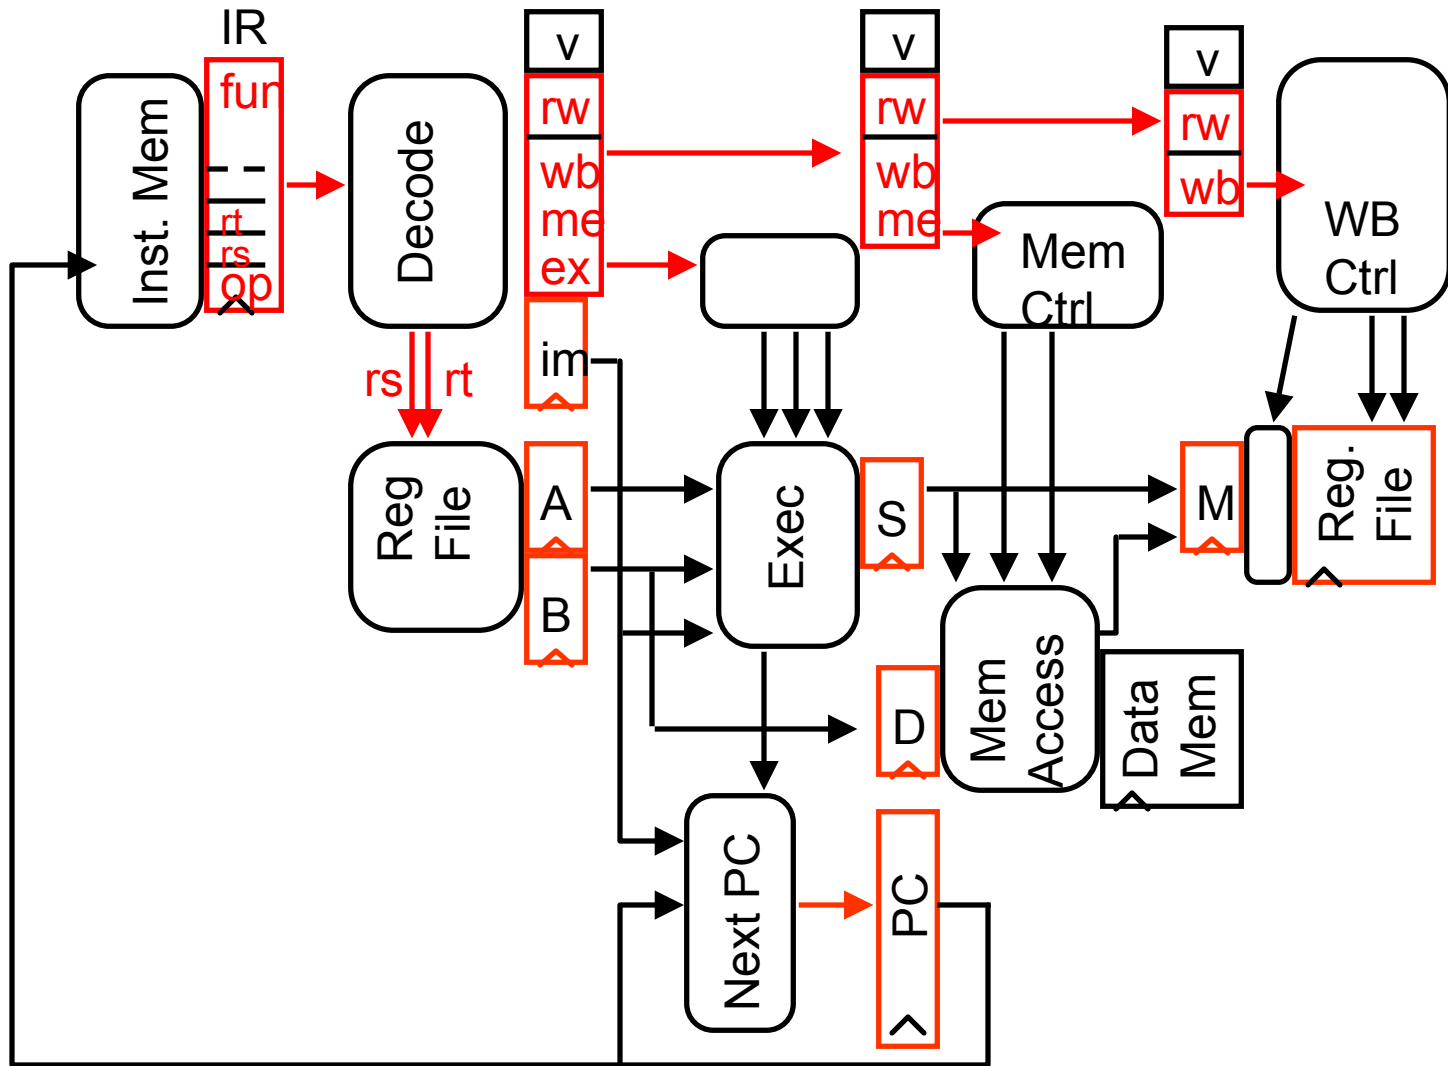 IR
fun
rt
rs
op
Inst. Mem
Decode
v
rw
wb
me
ex
im
v
rw
wb
me
v
rw
wb
Mem
Ctrl
WB
Ctrl
rs
rt
Reg
File
A
B
Exec
S
M
Reg.
File
D
Mem
Access
Data
Mem
Next PC
PC